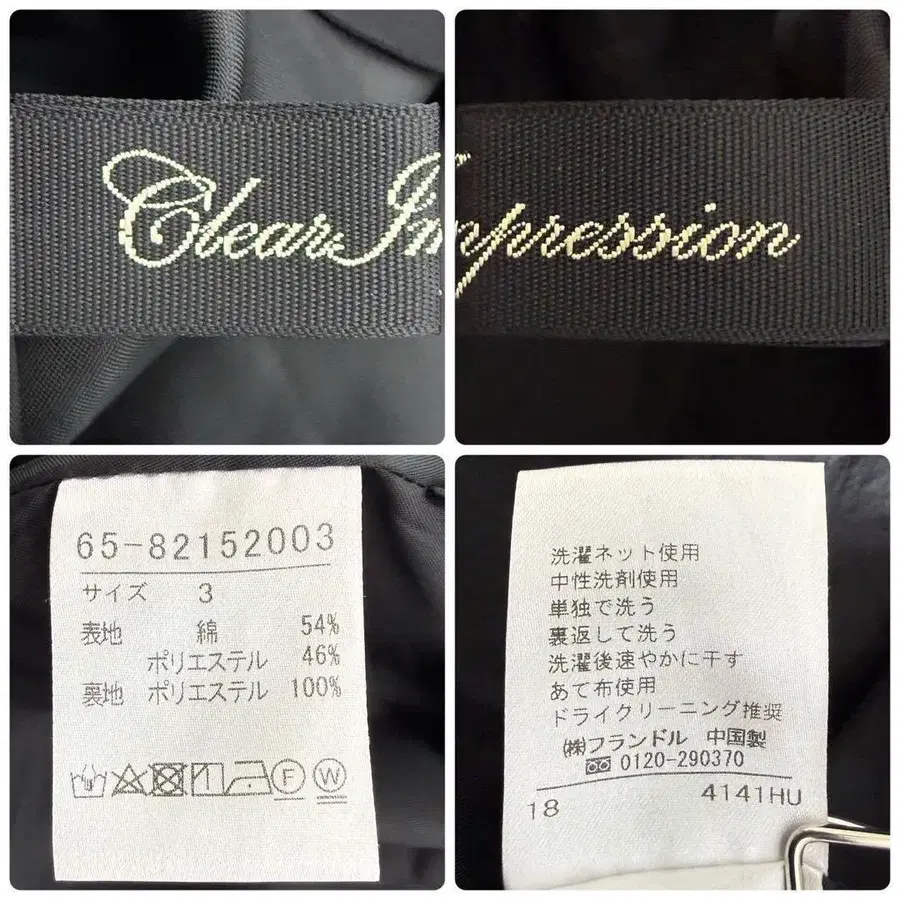 Clear Im
mpression
65-82152003
サイズ 3
表地 綿 54%
ポリエステル 46%
裏地 ポリエステル 100%
F W
洗濯ネット使用
中性洗剤使用
単独で洗う
裏返して洗う
洗濯後速やかに干す
あて布使用
ドライクリーニング推奨
㈱フランドル 中国製
0120-290370
18 4141HU